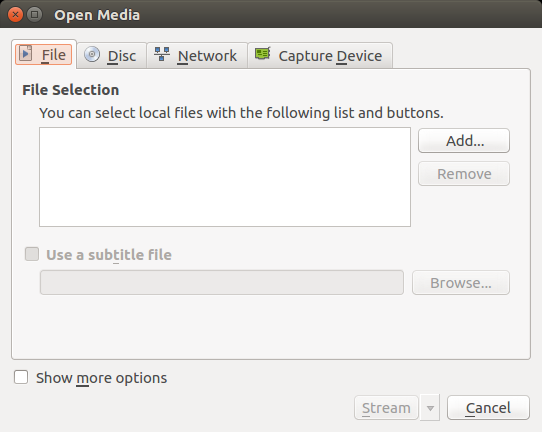 Open Media
File Disc Network Capture Device
File Selection
You can select local files with the following list and buttons.
Add...
Remove
Use a subtitle file
Browse...
Show more options
Stream Cancel